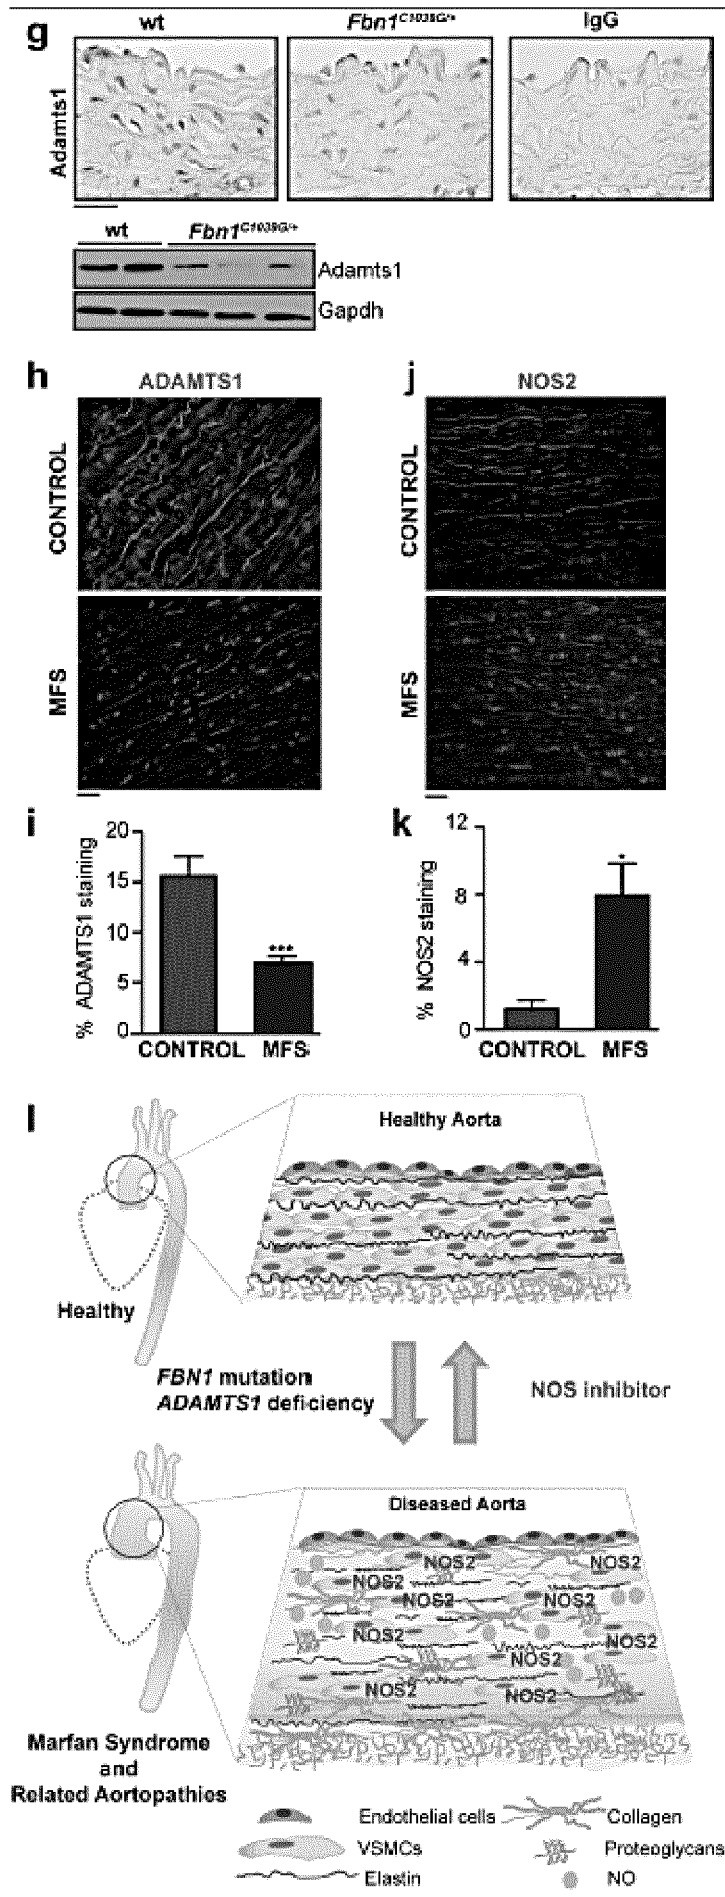 g
wt
Fbn1C1039G/+
IgG
Adamts1
wt
Fbn1C1039G/+
Adamts1
Gapdh
h
ADAMTS1
CONTROL
MFS
j
NOS2
CONTROL
MFS
i
% ADAMTS1 staining
20
15
10
5
0
***
CONTROL MFS
k
% NOS2 staining
12
8
4
0
*
CONTROL MFS
l
Healthy Aorta
Healthy
FBN1 mutation
ADAMTS1 deficiency
NOS inhibitor
Diseased Aorta
NOS2
NOS2
NOS2
NOS2
NOS2
NOS2
NOS2
NOS2
NOS2
NOS2
Marfan Syndrome
and
Related Aortopathies
Endothelial cells
Collagen
VSMCs
Proteoglycans
Elastin
NO